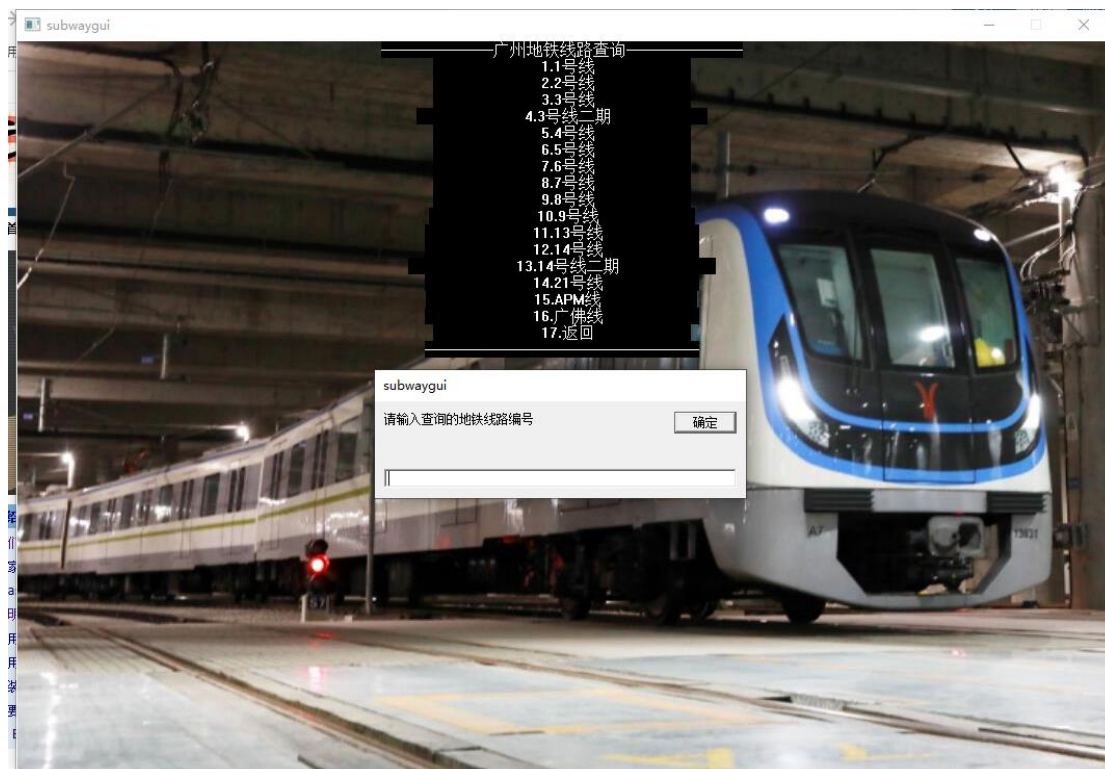 subwaygui
广州地铁线路查询
1.1号线
2.2号线
3.3号线
4.3号线二期
5.4号线
6.5号线
7.6号线
8.7号线
9.8号线
10.9号线
11.13号线
12.14号线
13.14号线二期
14.21号线
15.APM线
16.广佛线
17.返回
subwaygui
请输入查询的地铁线路编号
确定
A7
57